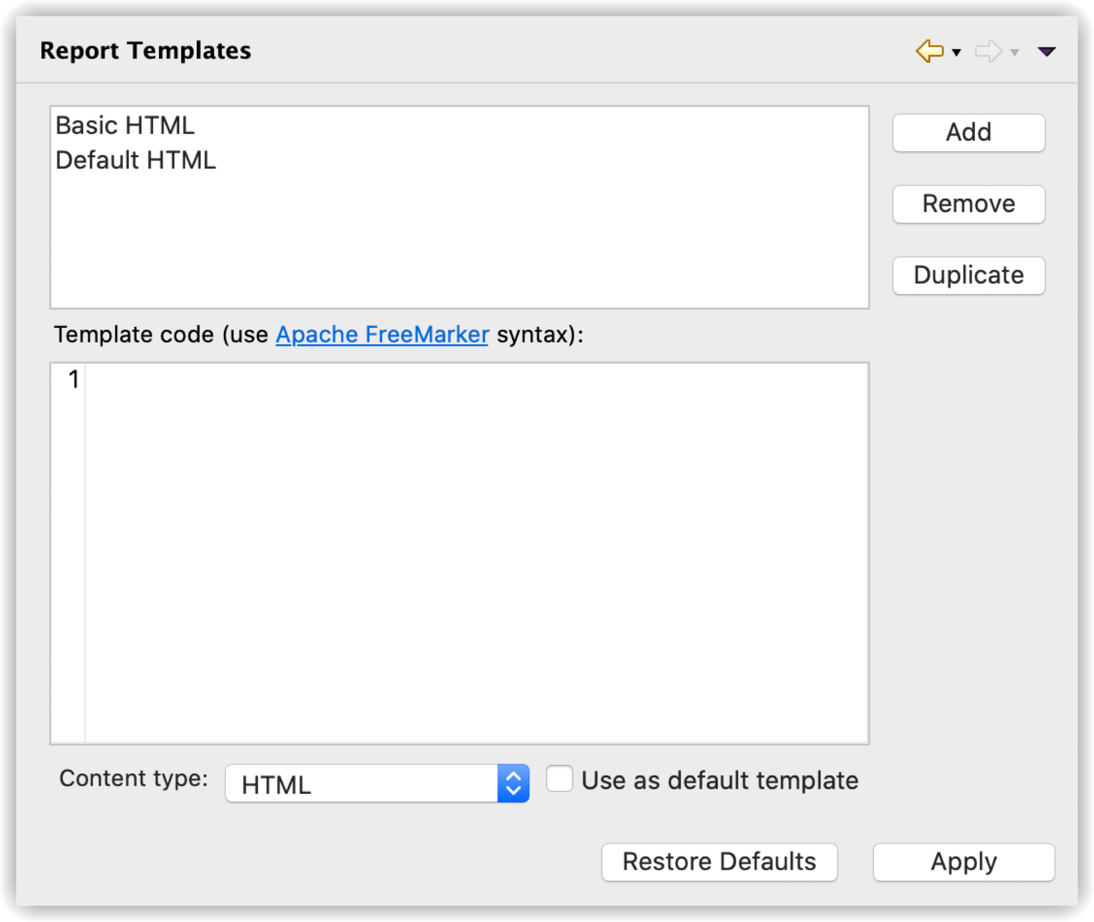 Report Templates
Basic HTML
Default HTML
Add
Remove
Duplicate
Template code (use Apache FreeMarker syntax):
1
Content type:
HTML
Use as default template
Restore Defaults
Apply